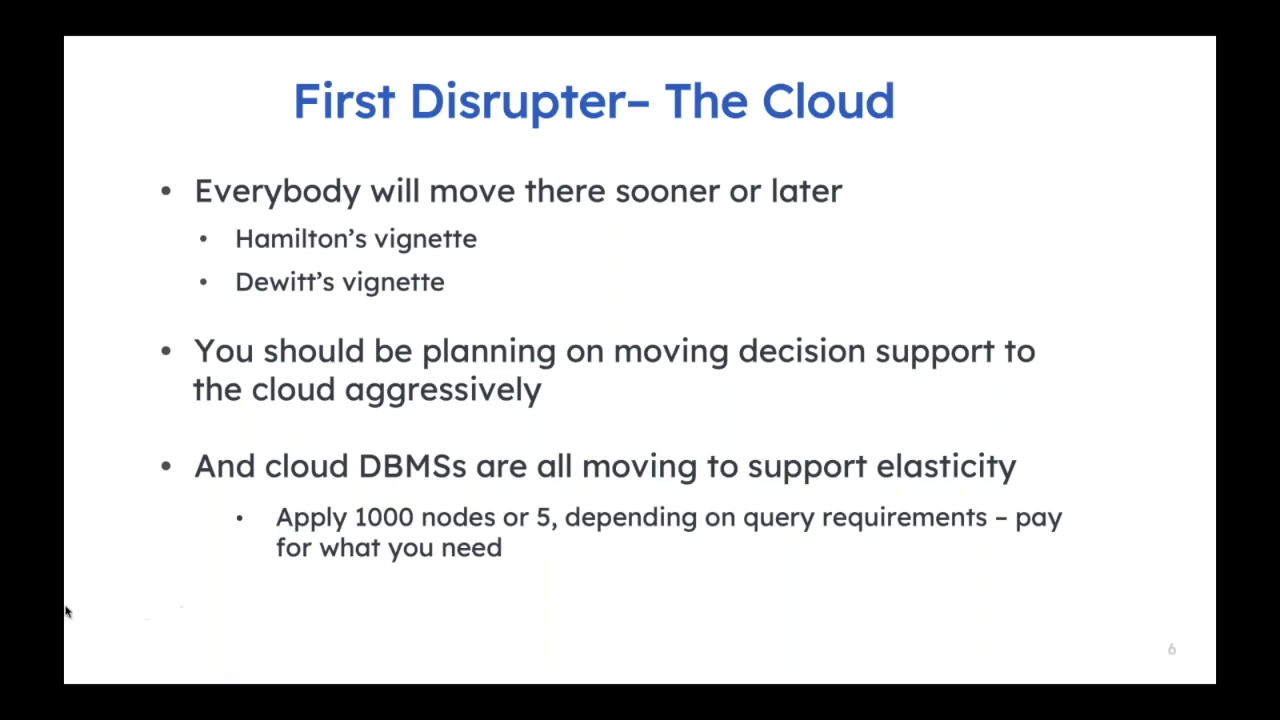 First Disrupter– The Cloud
• Everybody will move there sooner or later
• Hamilton’s vignette
• Dewitt’s vignette
• You should be planning on moving decision support to
the cloud aggressively
• And cloud DBMSs are all moving to support elasticity
• Apply 1000 nodes or 5, depending on query requirements – pay
for what you need
6